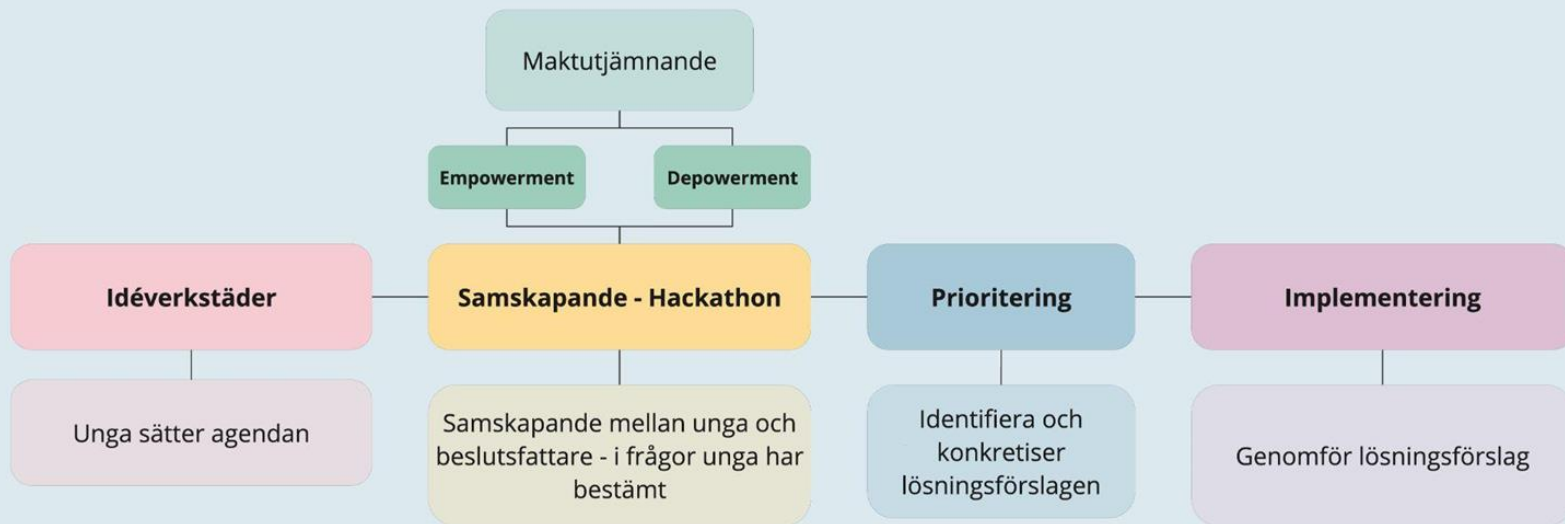 Maktutjämnande
Empowerment
Depowerment
Idéverkstäder
Samskapande - Hackathon
Prioritering
Implementering
Unga sätter agendan
Samskapande mellan unga och
beslutsfattare - i frågor unga har
bestämt
Identifiera och
konkretiser
lösningsförslagen
Genomför lösningsförslag